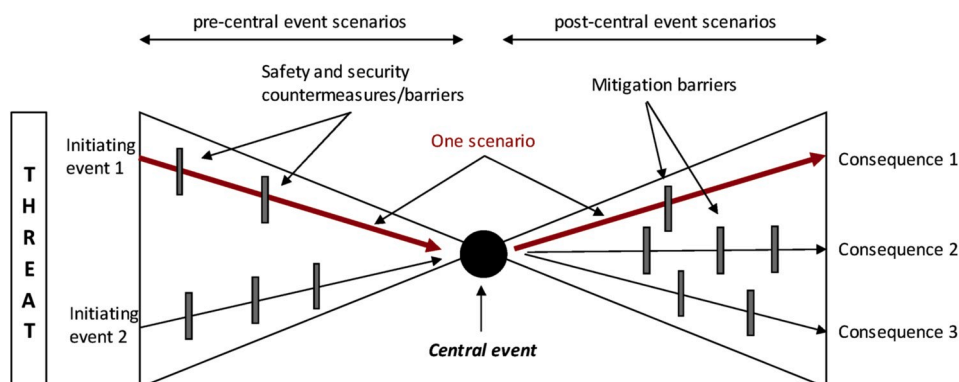 pre-central event scenarios
post-central event scenarios
Safety and security
countermeasures/barriers
Mitigation barriers
THREAT
Initiating
event 1
One scenario
Consequence 1
Consequence 2
Initiating
event 2
Central event
Consequence 3